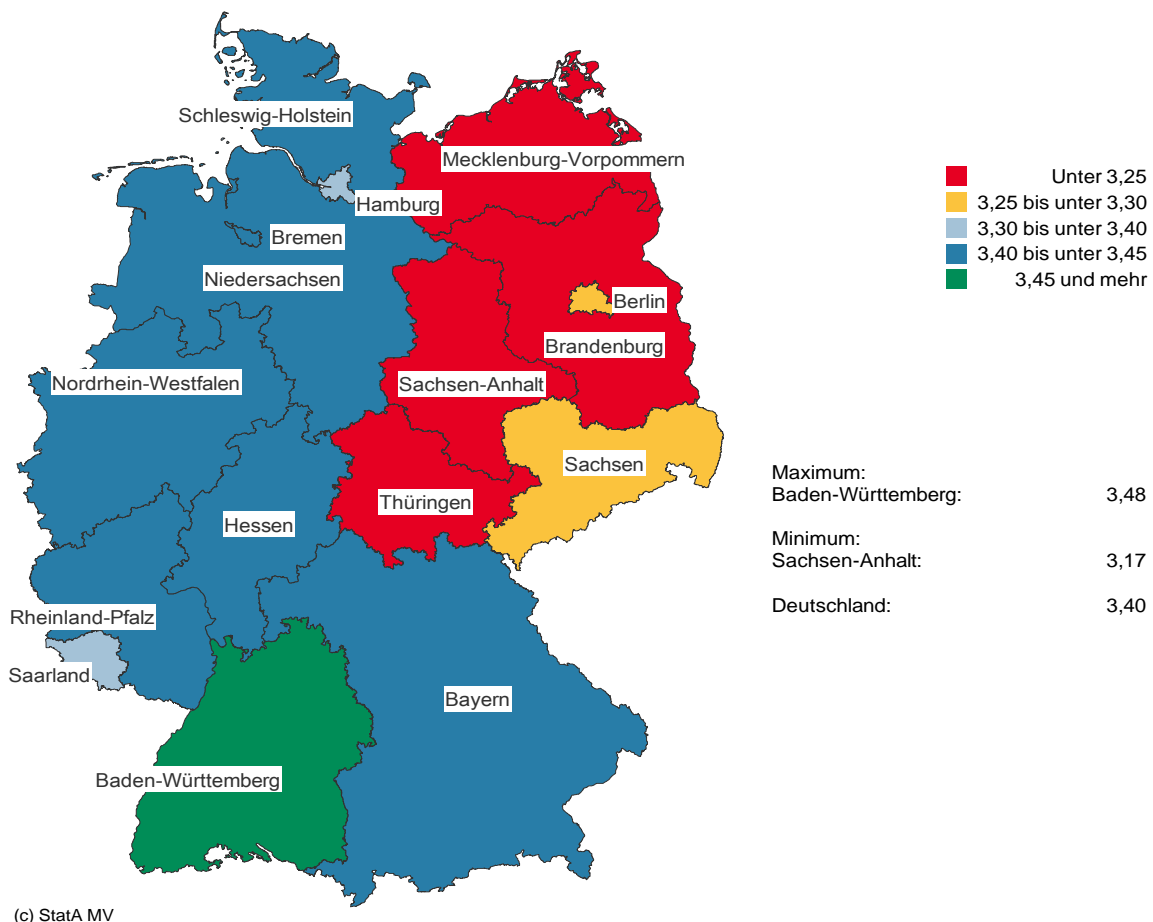 Schleswig-Holstein
Mecklenburg-Vorpommern
Hamburg
Bremen
Niedersachsen
Berlin
Brandenburg
Nordrhein-Westfalen
Sachsen-Anhalt
Sachsen
Thüringen
Hessen
Rheinland-Pfalz
Saarland
Bayern
Baden-Württemberg
Unter 3,25
3,25 bis unter 3,30
3,30 bis unter 3,40
3,40 bis unter 3,45
3,45 und mehr
Maximum:
Baden-Württemberg: 3,48
Minimum:
Sachsen-Anhalt: 3,17
Deutschland: 3,40
(c) StatA MV